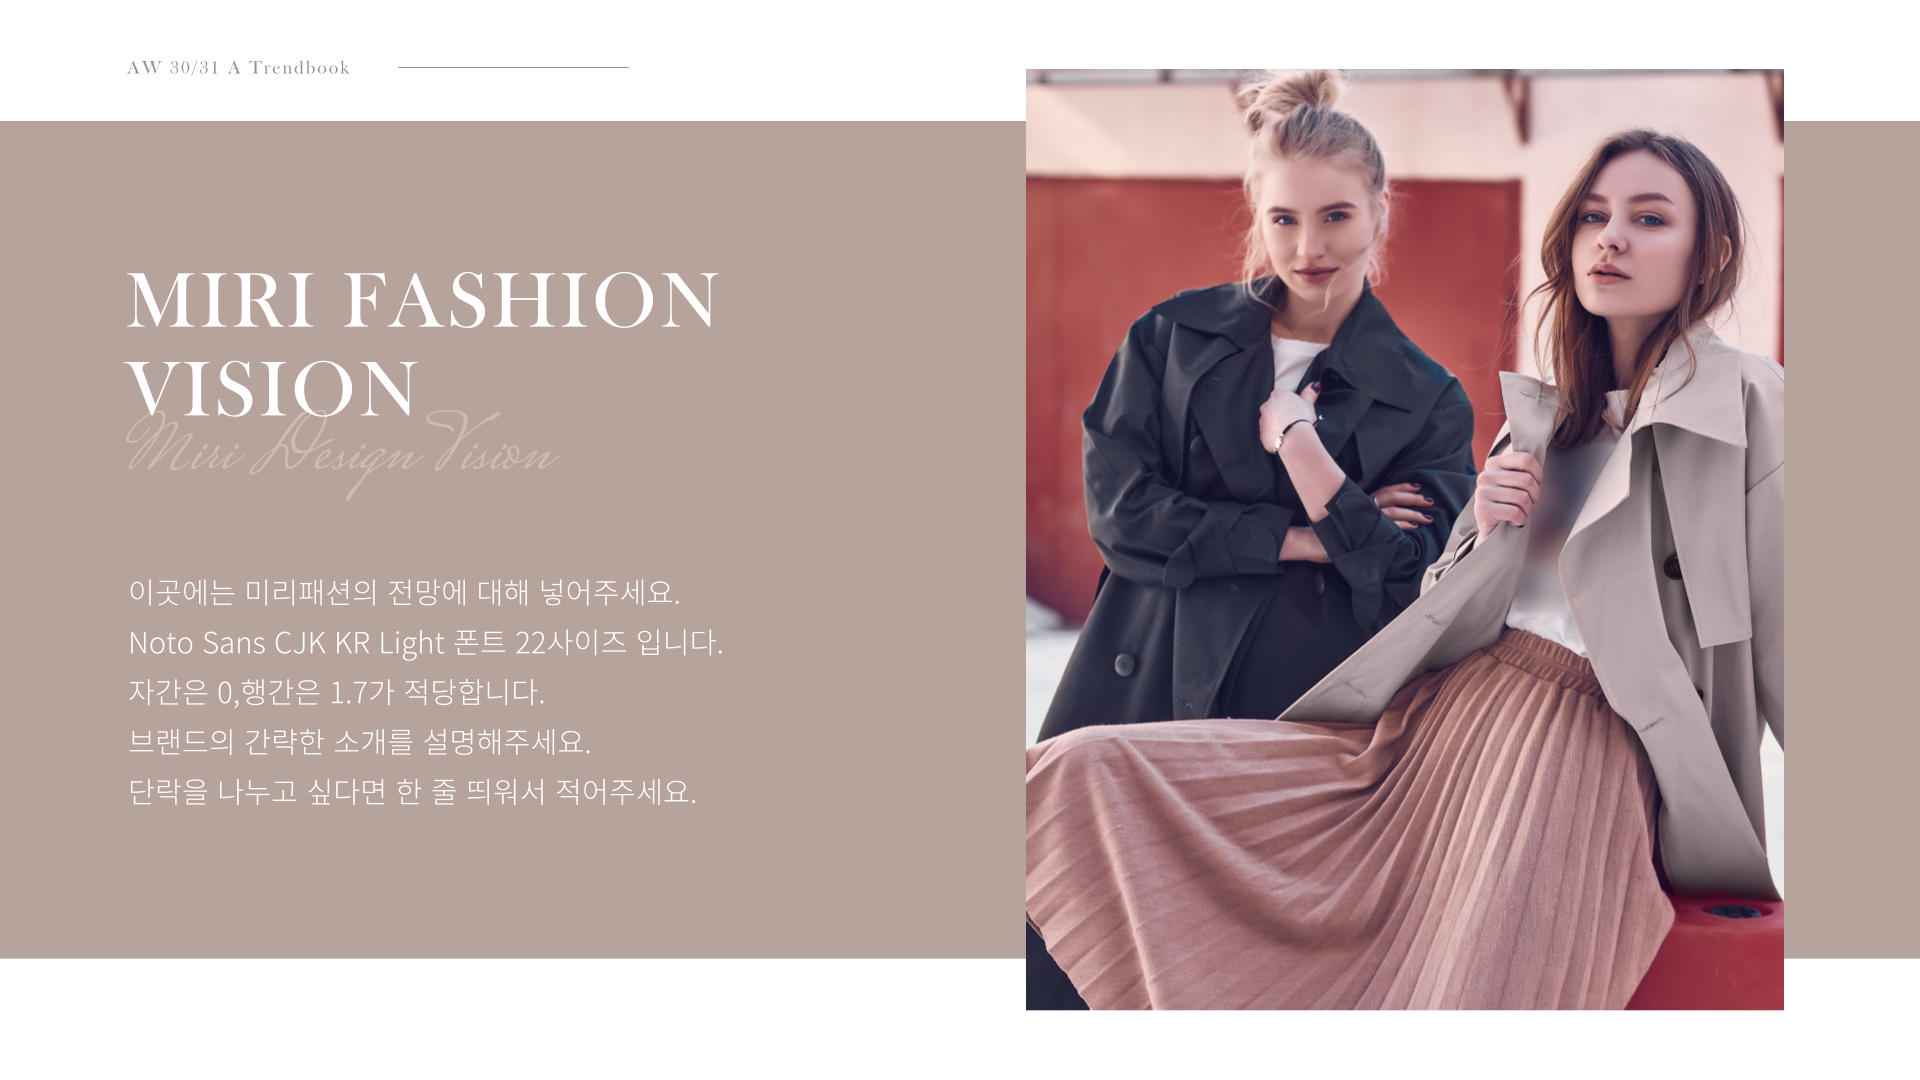 AW 30/31 A Trendbook
MIRI FASHION
VISION
Miri Design Vision
이곳에는 미리패션의 전망에 대해 넣어주세요.
Noto Sans CJK KR Light 폰트 22사이즈 입니다.
자간은 0,행간은 1.7가 적당합니다.
브랜드의 간략한 소개를 설명해주세요.
단락을 나누고 싶다면 한 줄 띄워서 적어주세요.